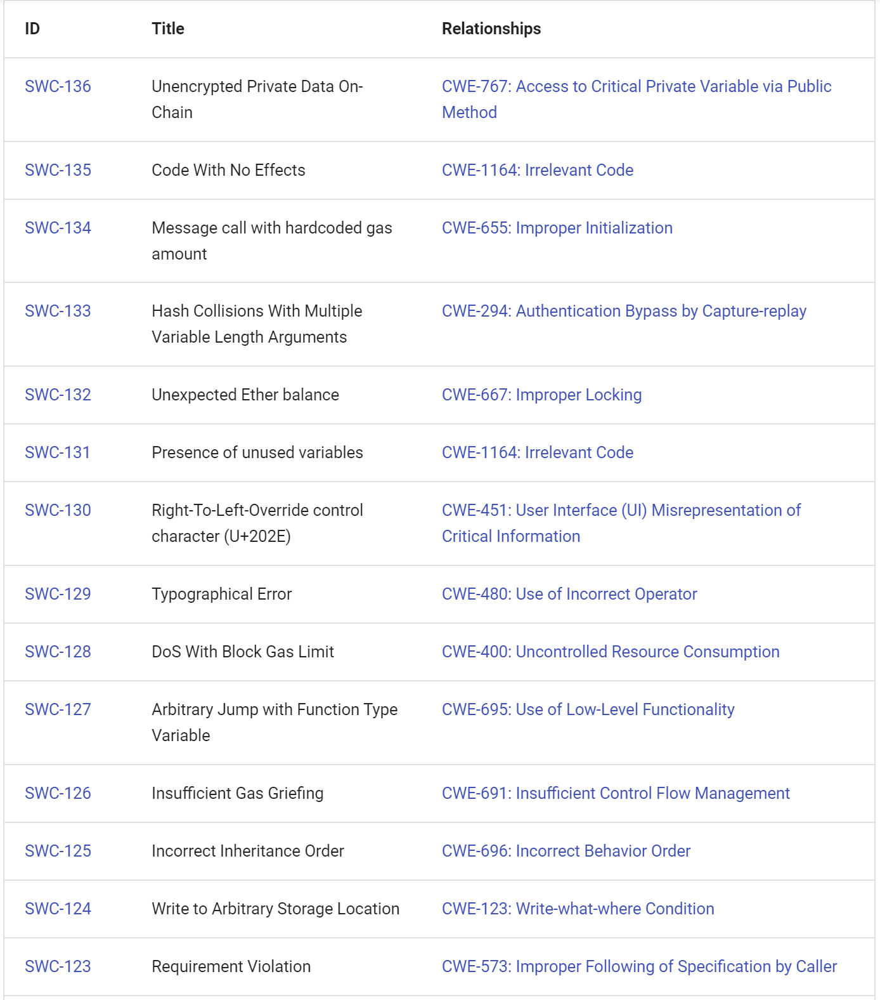 ID Title Relationships
SWC-136 Unencrypted Private Data On- CWE-767: Access to Critical Private Variable via Public
Chain Method
SWC-135 Code With No Effects CWE-1164: Irrelevant Code
SWC-134 Message call with hardcoded gas CWE-655: Improper Initialization
amount
SWC-133 Hash Collisions With Multiple CWE-294: Authentication Bypass by Capture-replay
Variable Length Arguments
SWC-132 Unexpected Ether balance CWE-667: Improper Locking
SWC-131 Presence of unused variables CWE-1164: Irrelevant Code
SWC-130 Right-To-Left-Override control CWE-451: User Interface (UI) Misrepresentation of
character (U+202E) Critical Information
SWC-129 Typographical Error CWE-480: Use of Incorrect Operator
SWC-128 DoS With Block Gas Limit CWE-400: Uncontrolled Resource Consumption
SWC-127 Arbitrary Jump with Function Type CWE-695: Use of Low-Level Functionality
Variable
SWC-126 Insufficient Gas Griefing CWE-691: Insufficient Control Flow Management
SWC-125 Incorrect Inheritance Order CWE-696: Incorrect Behavior Order
SWC-124 Write to Arbitrary Storage Location CWE-123: Write-what-where Condition
SWC-123 Requirement Violation CWE-573: Improper Following of Specification by Caller